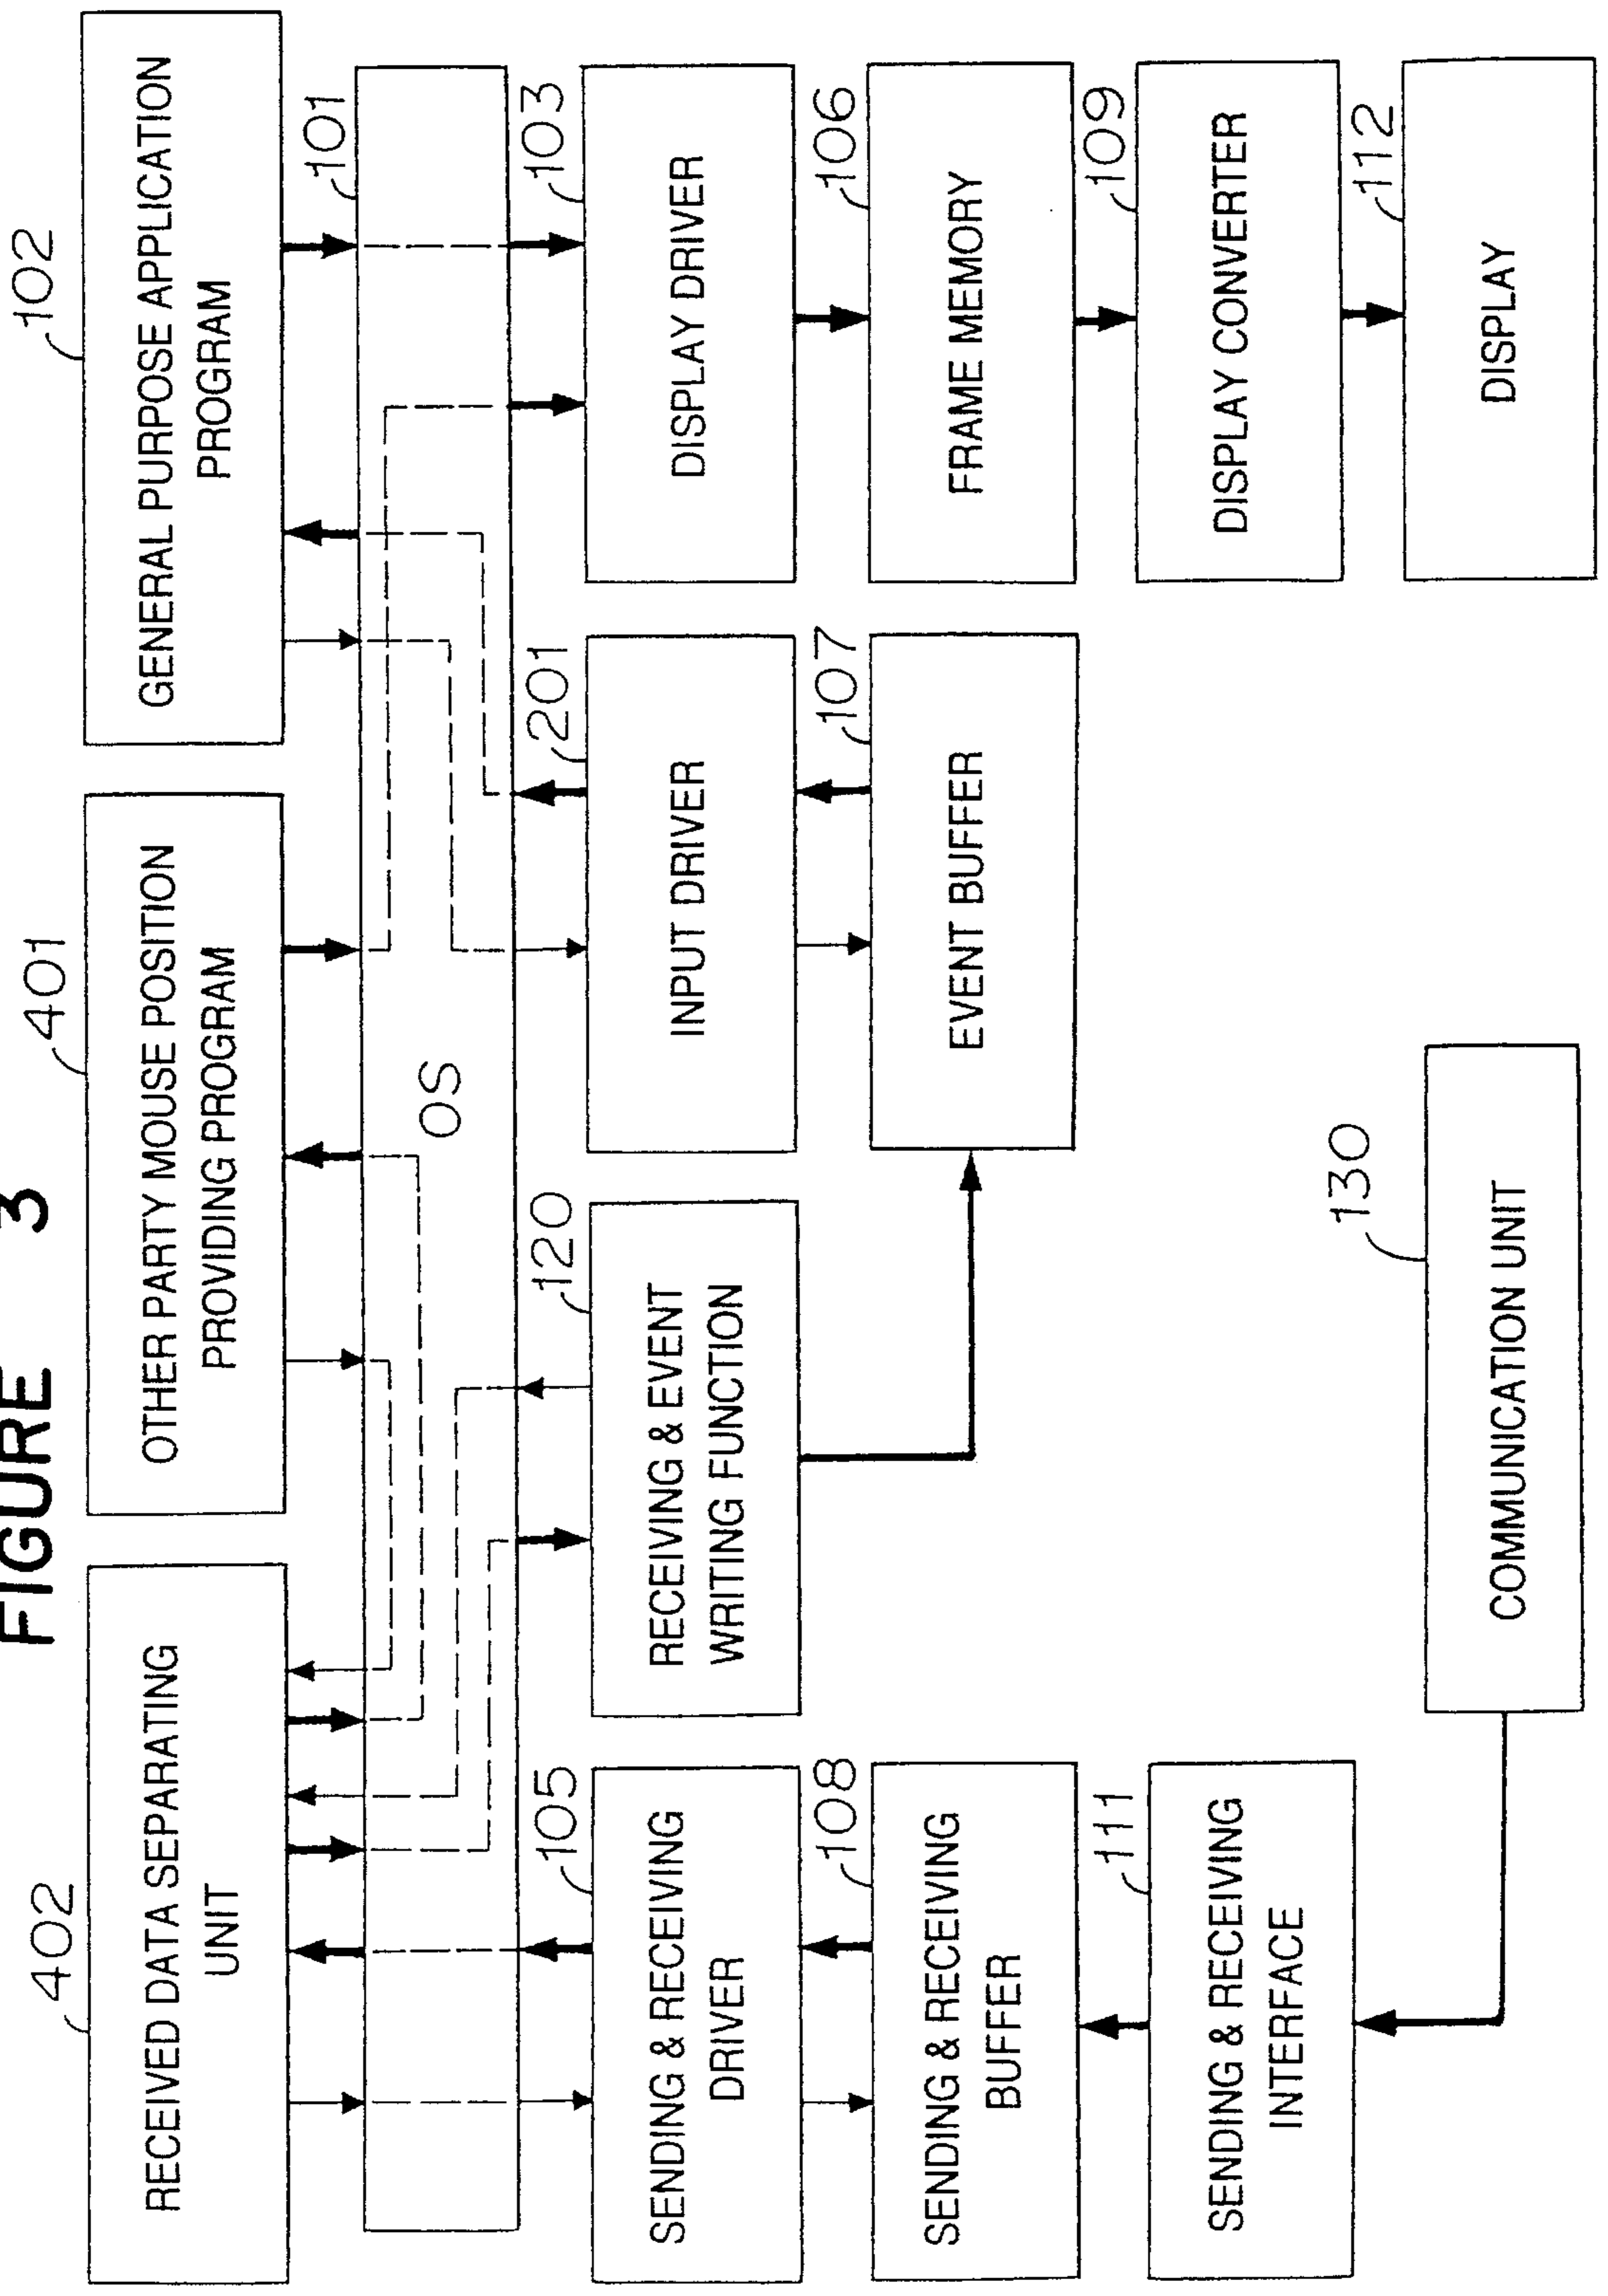 FIGURE 3
402
RECEIVED DATA SEPARATING
UNIT
401
OTHER PARTY MOUSE POSITION
PROVIDING PROGRAM
102
GENERAL PURPOSE APPLICATION
PROGRAM
101
OS
105
SENDING & RECEIVING
DRIVER
120
RECEIVING & EVENT
WRITING FUNCTION
201
INPUT DRIVER
103
DISPLAY DRIVER
108
SENDING & RECEIVING
BUFFER
107
EVENT BUFFER
106
FRAME MEMORY
111
SENDING & RECEIVING
INTERFACE
109
DISPLAY CONVERTER
130
COMMUNICATION UNIT
112
DISPLAY